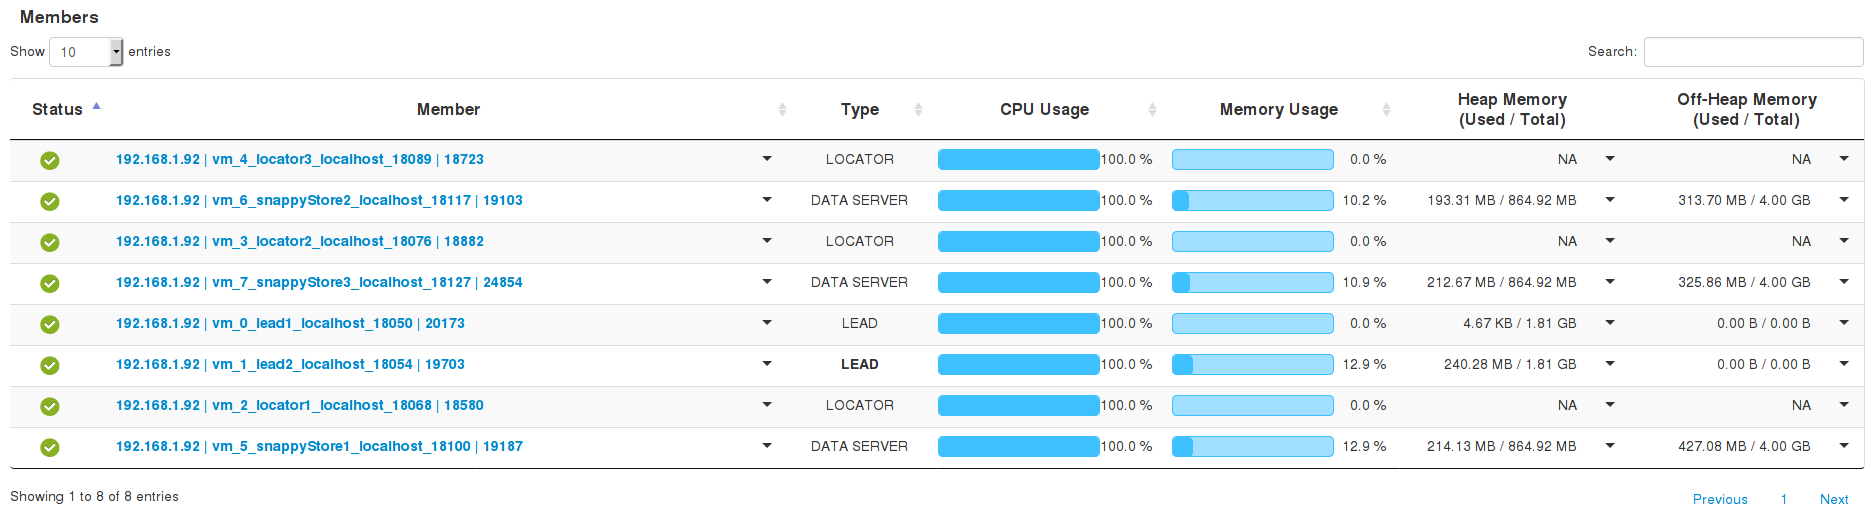 Members
Show 10 entries Search:
Status Member Type CPU Usage Memory Usage Heap Memory (Used / Total) Off-Heap Memory (Used / Total)
192.168.1.92 | vm_4_locator3_localhost_18089 | 18723 LOCATOR 100.0 % 0.0 % NA NA
192.168.1.92 | vm_6_snappyStore2_localhost_18117 | 19103 DATA SERVER 100.0 % 10.2 % 193.31 MB / 864.92 MB 313.70 MB / 4.00 GB
192.168.1.92 | vm_3_locator2_localhost_18076 | 18882 LOCATOR 100.0 % 0.0 % NA NA
192.168.1.92 | vm_7_snappyStore3_localhost_18127 | 24854 DATA SERVER 100.0 % 10.9 % 212.67 MB / 864.92 MB 325.86 MB / 4.00 GB
192.168.1.92 | vm_0_lead1_localhost_18050 | 20173 LEAD 100.0 % 0.0 % 4.67 KB / 1.81 GB 0.00 B / 0.00 B
192.168.1.92 | vm_1_lead2_localhost_18054 | 19703 LEAD 100.0 % 12.9 % 240.28 MB / 1.81 GB 0.00 B / 0.00 B
192.168.1.92 | vm_2_locator1_localhost_18068 | 18580 LOCATOR 100.0 % 0.0 % NA NA
192.168.1.92 | vm_5_snappyStore1_localhost_18100 | 19187 DATA SERVER 100.0 % 12.9 % 214.13 MB / 864.92 MB 427.08 MB / 4.00 GB
Showing 1 to 8 of 8 entries Previous 1 Next